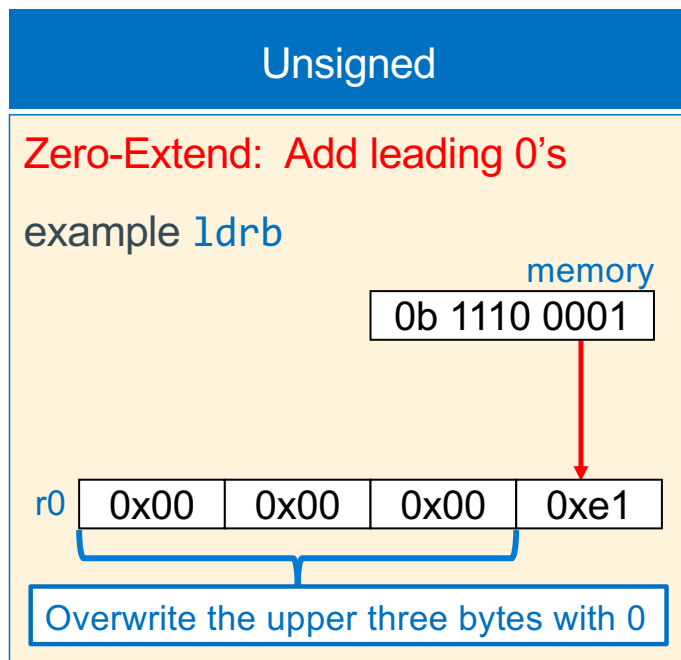 Unsigned
Zero-Extend: Add leading 0's
example ldrb
memory
0b 1110 0001
r0 0x00 0x00 0x00 0xe1
Overwrite the upper three bytes with 0